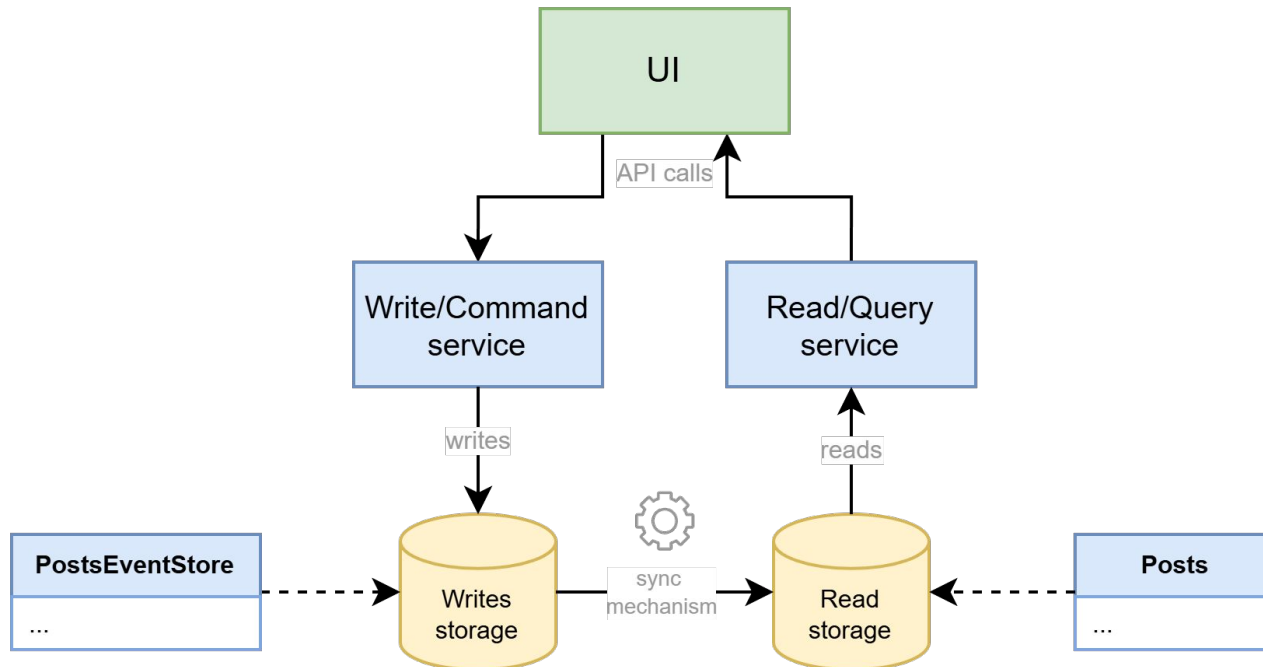 UI
API calls
Write/Command
service
Read/Query
service
writes
reads
PostsEventStore
...
Writes
storage
sync
mechanism
Read
storage
Posts
...